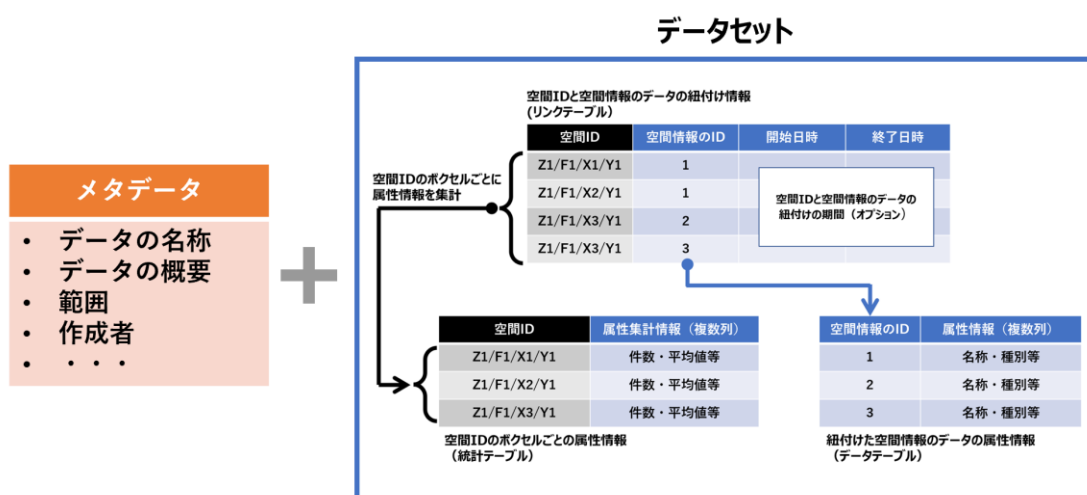 データセット
メタデータ
・ データの名称
・ データの概要
・ 範囲
・ 作成者
・ ・・・
空間IDと空間情報のデータの紐付け情報
(リンクテーブル)
空間ID 空間情報のID 開始日時 終了日時
Z1/F1/X1/Y1 1
Z1/F1/X2/Y1 1
Z1/F1/X3/Y1 2
Z1/F1/X3/Y1 3
空間IDと空間情報のデータの
紐付けの期間（オプション）
空間IDのボクセルごとに
属性情報を集計
空間ID 属性集計情報（複数列）
Z1/F1/X1/Y1 件数・平均値等
Z1/F1/X2/Y1 件数・平均値等
Z1/F1/X3/Y1 件数・平均値等
空間IDのボクセルごとの属性情報
（統計テーブル）
空間情報のID 属性情報（複数列）
1 名称・種別等
2 名称・種別等
3 名称・種別等
紐付けた空間情報のデータの属性情報
（データテーブル）